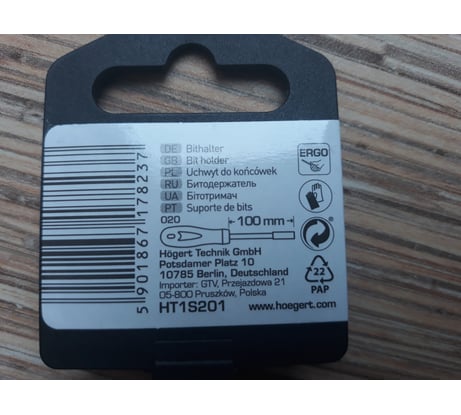 DE Bithalter
GB Bit holder
PL Uchwyt do końcówek
RU Битодержатель
UA Бітотримач
PT Suporte de bits
020
100 mm
Högert Technik GmbH
Potsdamer Platz 10
10785 Berlin, Deutschland
Importer: GTV, Przejazdowa 21
05-800 Pruszków, Polska
HT1S201
www.hoegert.com
5 901867 178237
ERGO
22
PAP